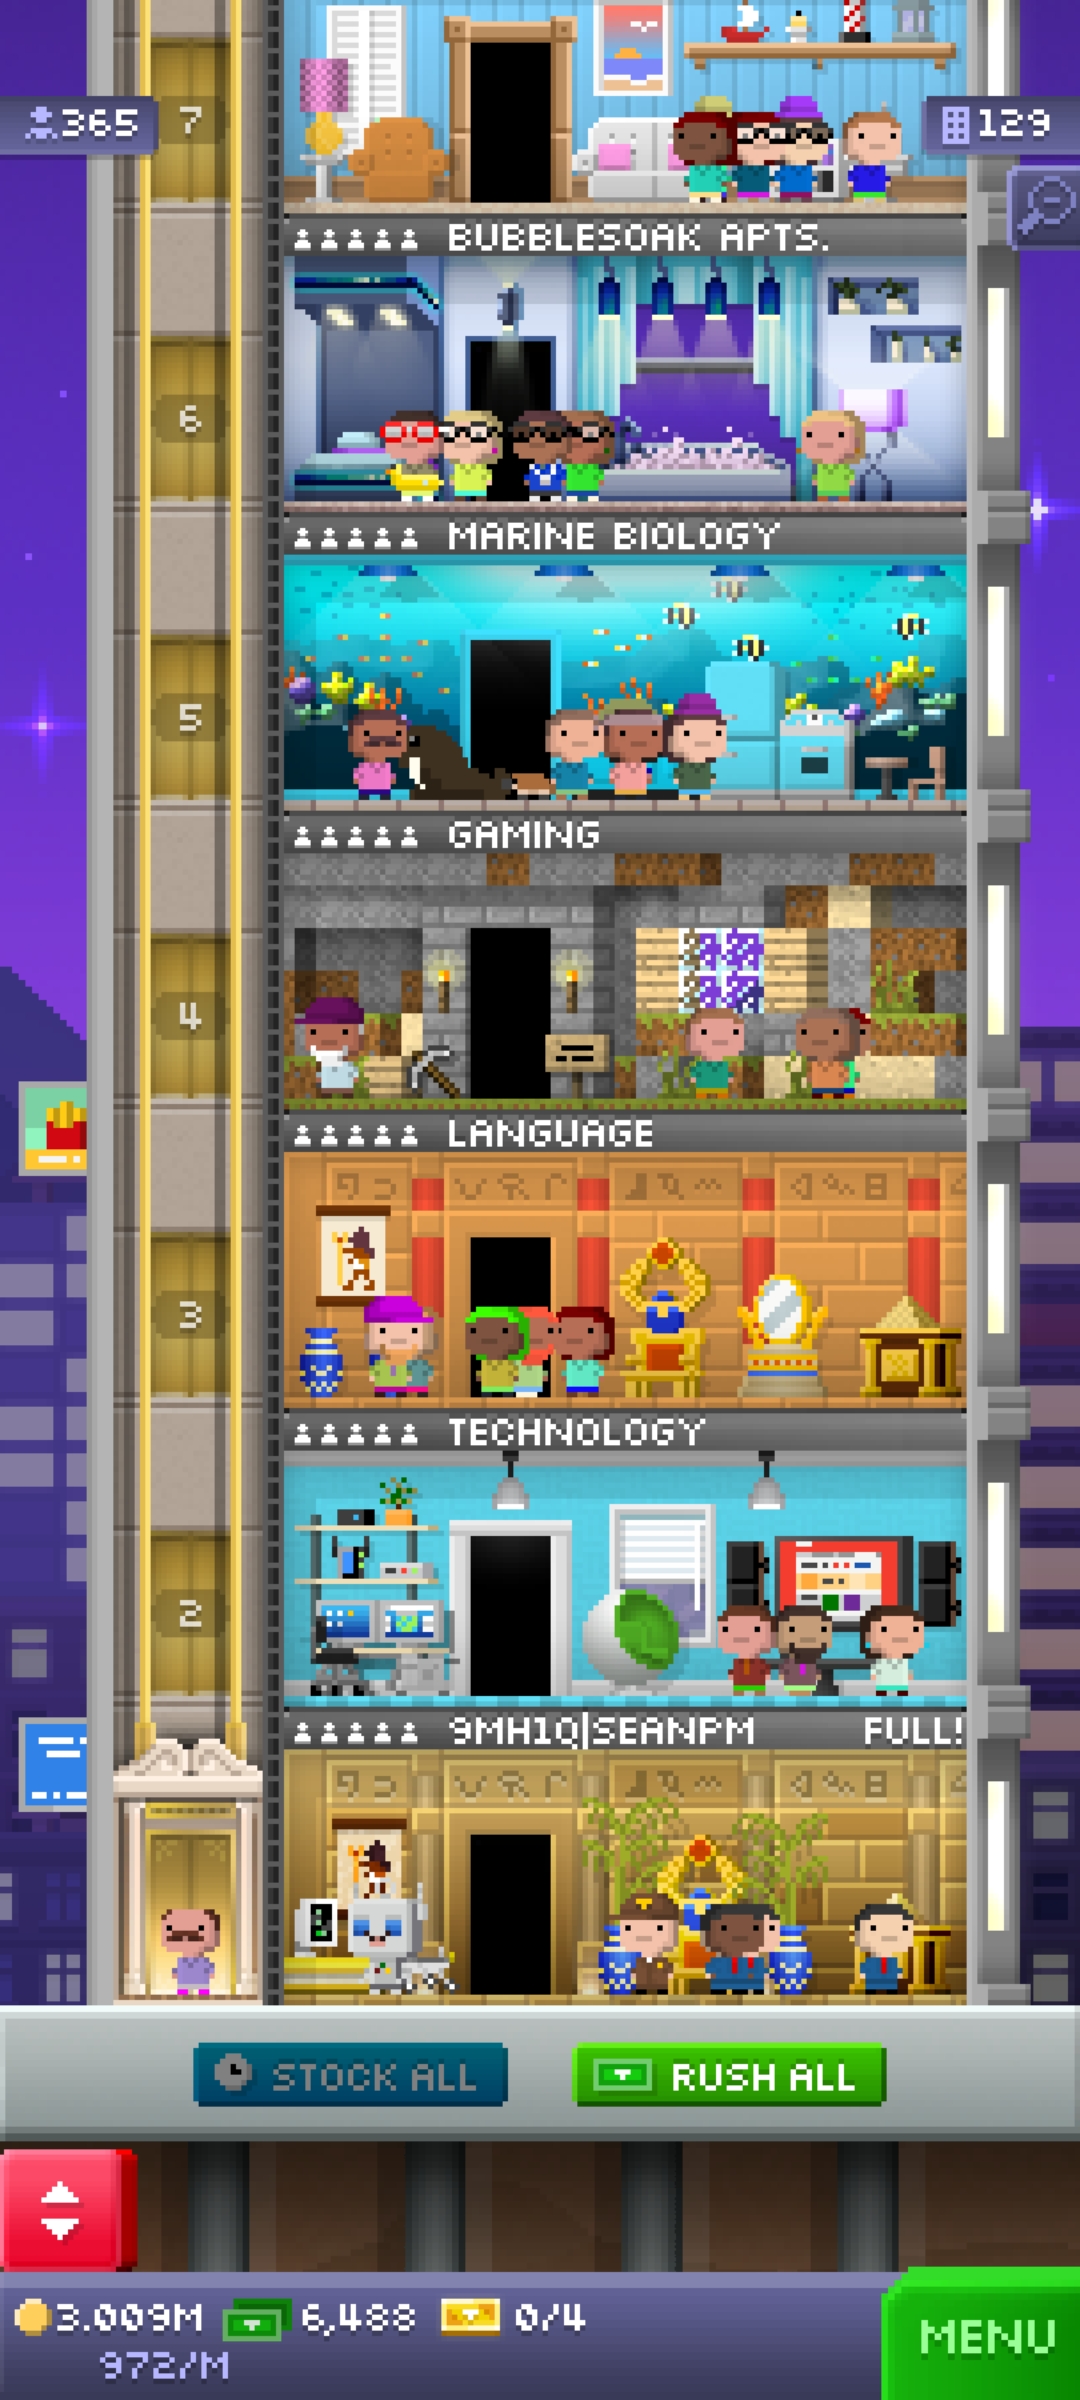 365
7
129
BUBBLESOAK APTS.
6
MARINE BIOLOGY
5
GAMING
4
LANGUAGE
3
TECHNOLOGY
2
9MH1Q|SEANPM FULL!
STOCK ALL
RUSH ALL
3.009M 6,488 0/4
972/M
MENU